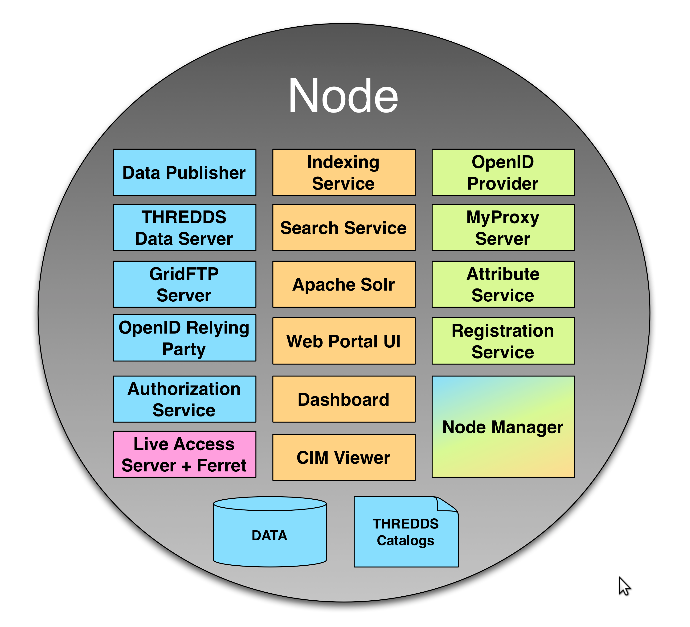 Node
Data Publisher
THREDDS
Data Server
GridFTP
Server
OpenID Relying
Party
Authorization
Service
Live Access
Server + Ferret
Indexing
Service
Search Service
Apache Solr
Web Portal UI
Dashboard
CIM Viewer
OpenID
Provider
MyProxy
Server
Attribute
Service
Registration
Service
Node Manager
DATA
THREDDS
Catalogs